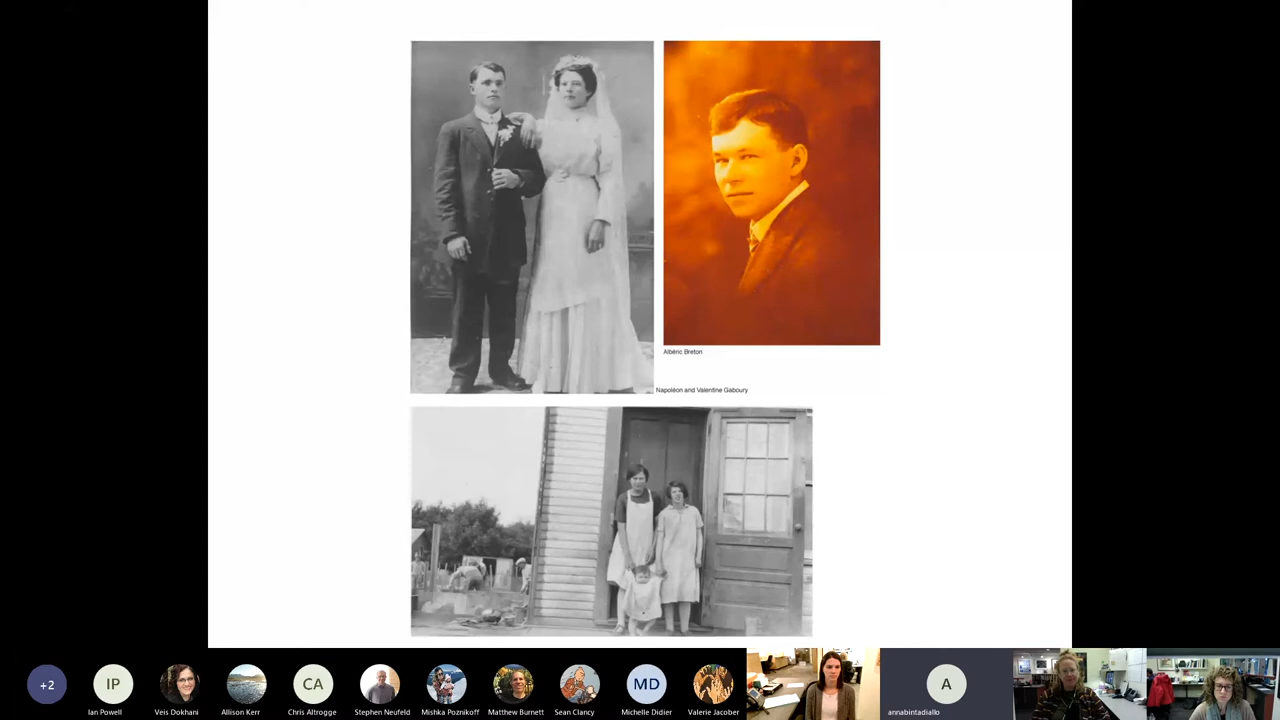 Albéric Breton
Napoléon and Valentine Gaboury
+2
IP
CA
MD
A
Ian Powell
Veis Dokhani
Allison Kerr
Chris Altrogge
Stephen Neufeld
Mishka Poznikoff
Matthew Burnett
Sean Clancy
Michelle Didier
Valerie Jacober
annabintadiallo